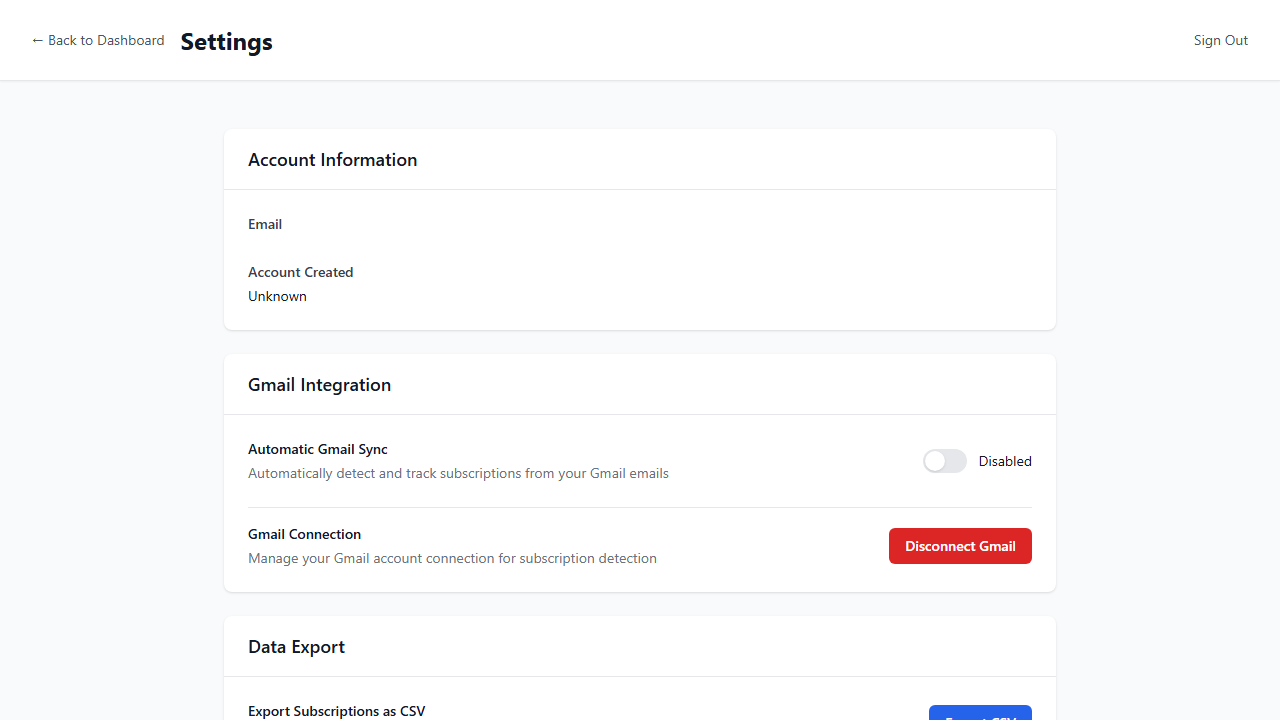 ← Back to Dashboard
Settings
Sign Out
Account Information
Email
Account Created
Unknown
Gmail Integration
Automatic Gmail Sync
Automatically detect and track subscriptions from your Gmail emails
Disabled
Gmail Connection
Manage your Gmail account connection for subscription detection
Disconnect Gmail
Data Export
Export Subscriptions as CSV
Export CSV